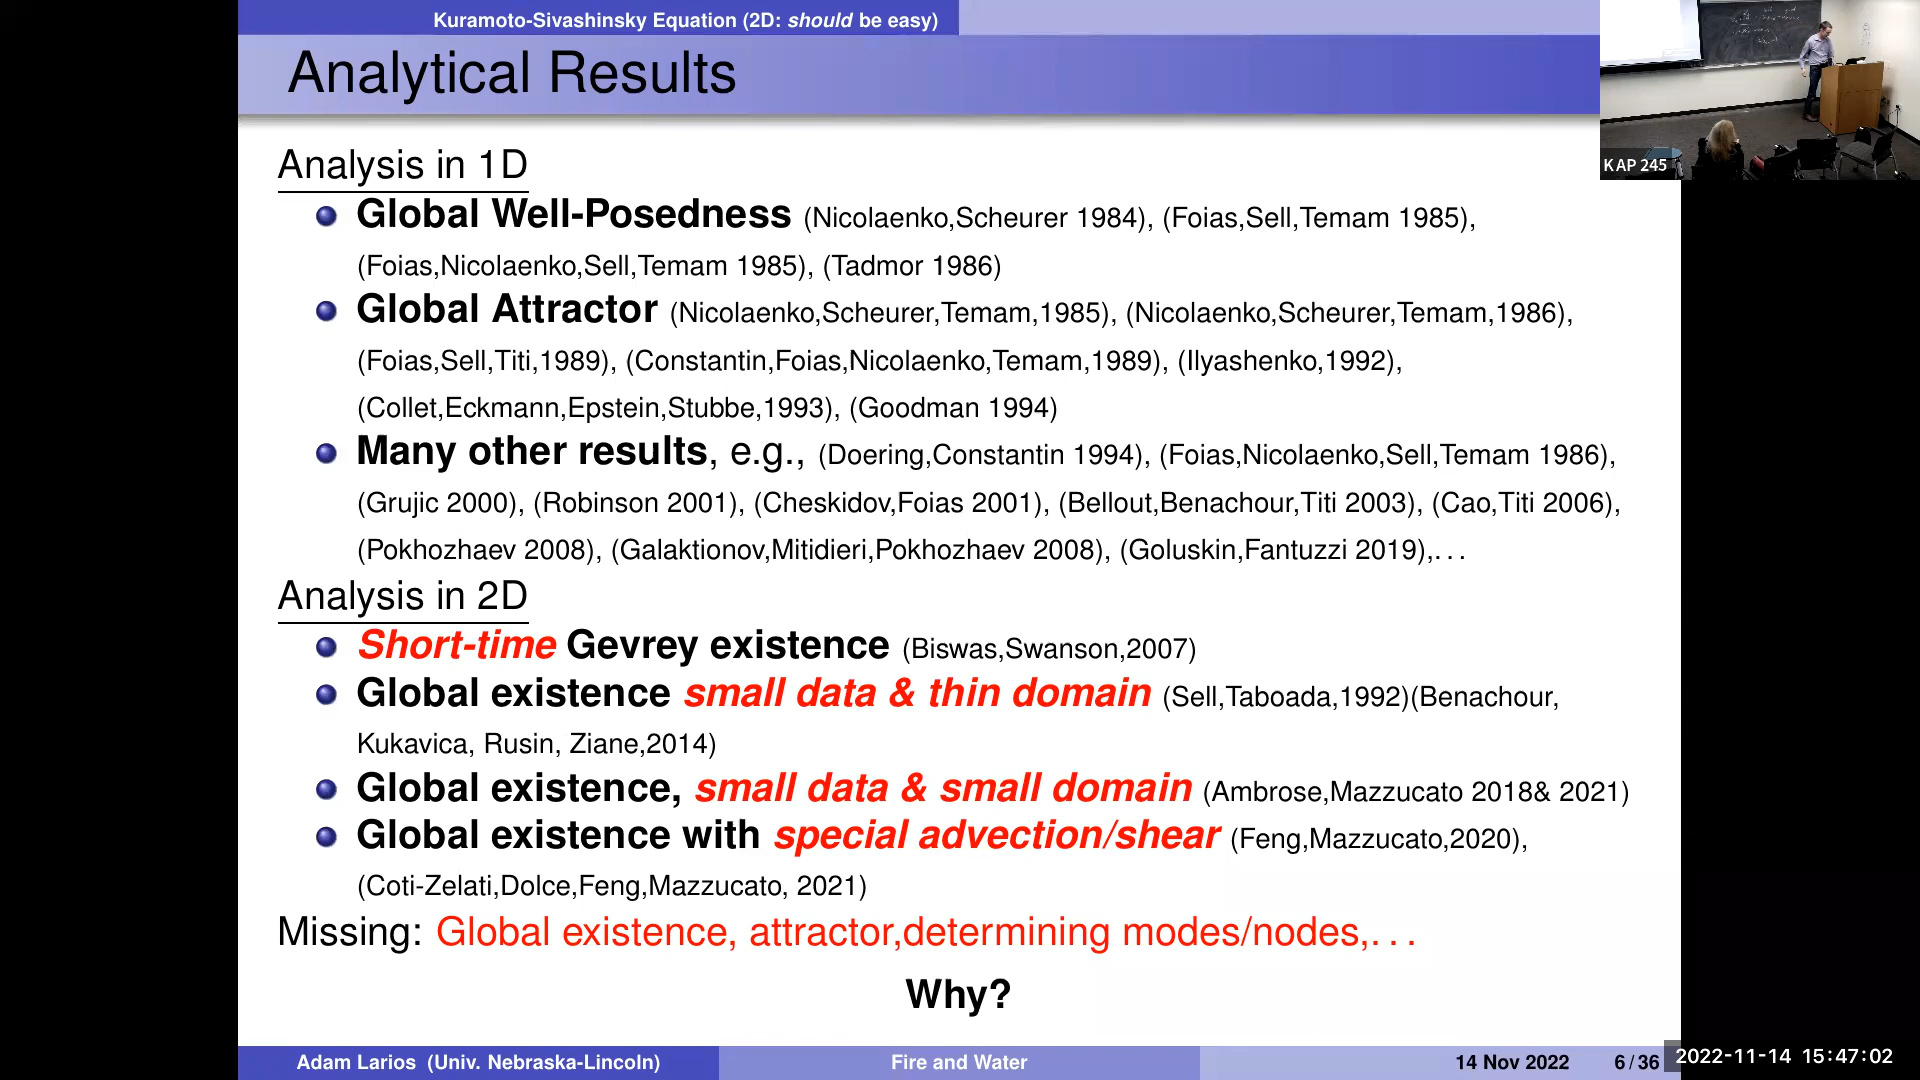 Kuramoto-Sivashinsky Equation (2D: should be easy)
Analytical Results
KAP 245
Analysis in 1D
Global Well-Posedness (Nicolaenko,Scheurer 1984), (Foias,Sell,Temam 1985),
(Foias,Nicolaenko,Sell,Temam 1985), (Tadmor 1986)
Global Attractor (Nicolaenko,Scheurer,Temam,1985), (Nicolaenko,Scheurer,Temam,1986),
(Foias,Sell,Titi,1989), (Constantin,Foias,Nicolaenko,Temam,1989), (Ilyashenko,1992),
(Collet,Eckmann,Epstein,Stubbe,1993), (Goodman 1994)
Many other results, e.g., (Doering,Constantin 1994), (Foias,Nicolaenko,Sell,Temam 1986),
(Grujic 2000), (Robinson 2001), (Cheskidov,Foias 2001), (Bellout,Benachour,Titi 2003), (Cao,Titi 2006),
(Pokhozhaev 2008), (Galaktionov,Mitidieri,Pokhozhaev 2008), (Goluskin,Fantuzzi 2019),...
Analysis in 2D
Short-time Gevrey existence (Biswas,Swanson,2007)
Global existence small data & thin domain (Sell,Taboada,1992)(Benachour,
Kukavica, Rusin, Ziane,2014)
Global existence, small data & small domain (Ambrose,Mazzucato 2018& 2021)
Global existence with special advection/shear (Feng,Mazzucato,2020),
(Coti-Zelati,Dolce,Feng,Mazzucato, 2021)
Missing: Global existence, attractor,determining modes/nodes,...
Why?
Adam Larios (Univ. Nebraska-Lincoln)
Fire and Water
14 Nov 2022
6/36
2022-11-14 15:47:02